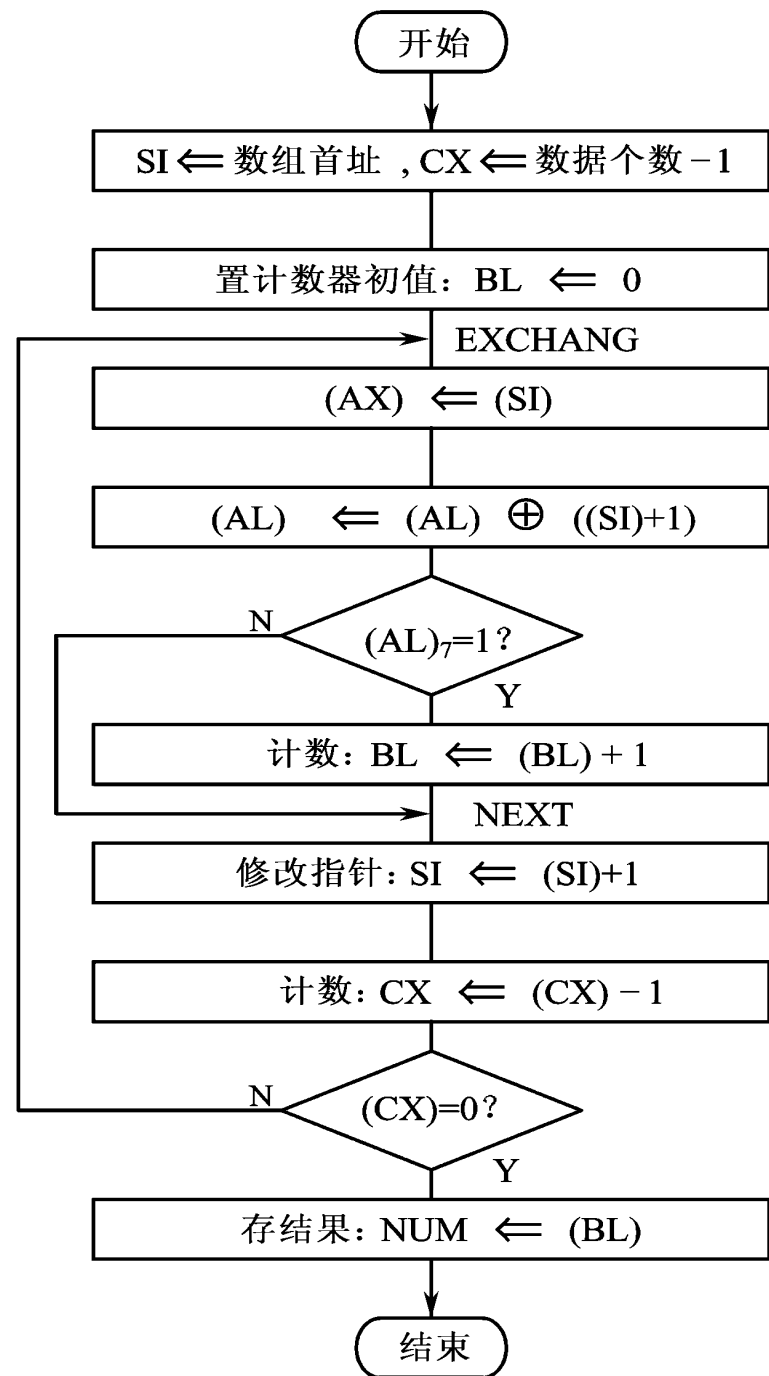 开始
SI ⇐ 数组首址 , CX ⇐ 数据个数 − 1
置计数器初值: BL ⇐ 0
EXCHANG
(AX) ⇐ (SI)
(AL) ⇐ (AL) ⊕ ((SI)+1)
N
(AL)₇=1?
Y
计数: BL ⇐ (BL) + 1
NEXT
修改指针: SI ⇐ (SI)+1
计数: CX ⇐ (CX) − 1
N
(CX)=0?
Y
存结果: NUM ⇐ (BL)
结束